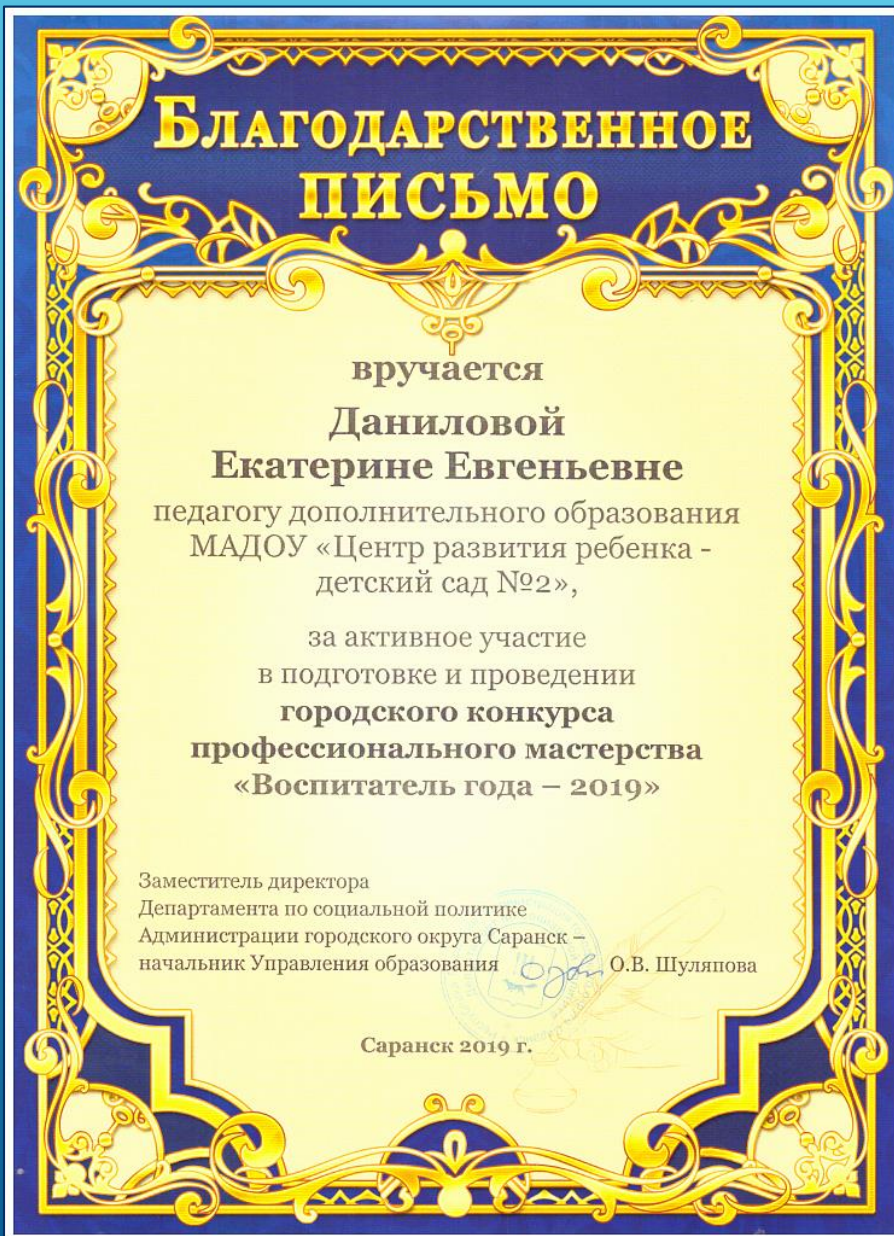 БЛАГОДАРСТВЕННОЕ
ПИСЬМО
вручается
Даниловой
Екатерине Евгеньевне
педагогу дополнительного образования
МАДОУ «Центр развития ребенка -
детский сад №2»,
за активное участие
в подготовке и проведении
городского конкурса
профессионального мастерства
«Воспитатель года – 2019»
Заместитель директора
Департамента по социальной политике
Администрации городского округа Саранск –
начальник Управления образования О.В. Шуляпова
Саранск 2019 г.